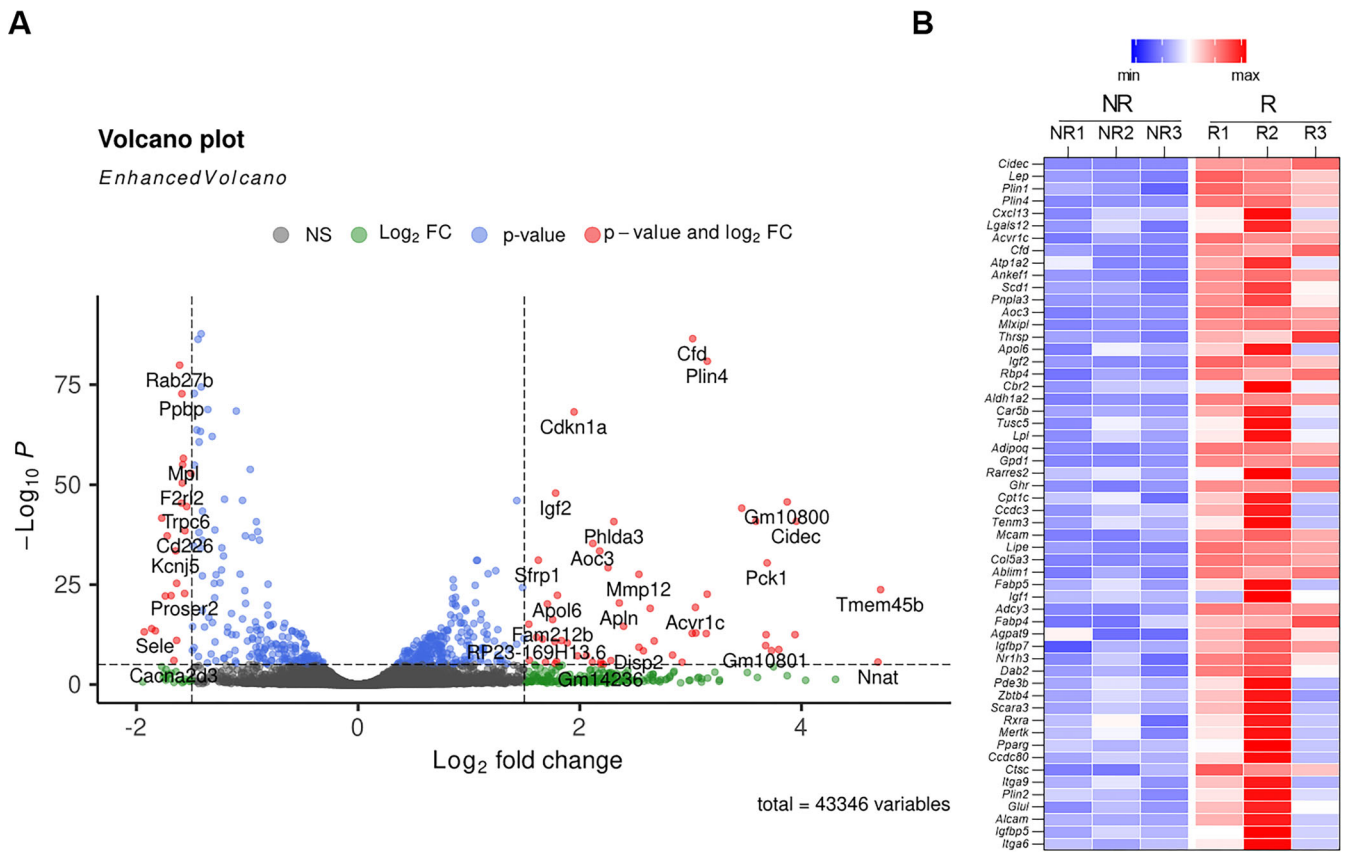 A
Volcano plot
EnhancedVolcano
NS
Log2 FC
p-value
p – value and log2 FC
−Log10 P
75
50
25
0
Cfd
Plin4
Rab27b
Ppbp
Cdkn1a
Mpl
F2rl2
Igf2
Gm10800
Trpc6
Phlda3
Cidec
Cd226
Aoc3
Kcnj5
Sfrp1
Pck1
Mmp12
Tmem45b
Proser2
Apol6
Apln
Acvr1c
Fam212b
Sele
RP23-169H13.6
Disp2
Gm10801
Cacna2d3
Gm14236
Nnat
-2
0
2
4
Log2 fold change
total = 43346 variables
B
min
max
NR
R
NR1
NR2
NR3
R1
R2
R3
Cidec
Lep
Plin1
Plin4
Cxcl13
Lgals12
Acvr1c
Cfd
Atp1a2
Ankef1
Scd1
Pnpla3
Aoc3
Mlxipl
Thrsp
Apol6
Igf2
Rbp4
Cbr2
Aldh1a2
Car5b
Tusc5
Lpl
Adipoq
Gpd1
Rarres2
Ghr
Cpt1c
Ccdc3
Tenm3
Mcam
Lipe
Col5a3
Ablim1
Fabp5
Igf1
Adcy3
Fabp4
Agpat9
Igfbp7
Nr1h3
Dab2
Pde3b
Zbtb4
Scara3
Rxra
Mertk
Pparg
Ccdc80
Ctsc
Itga9
Plin2
Glul
Alcam
Igfbp5
Itga6